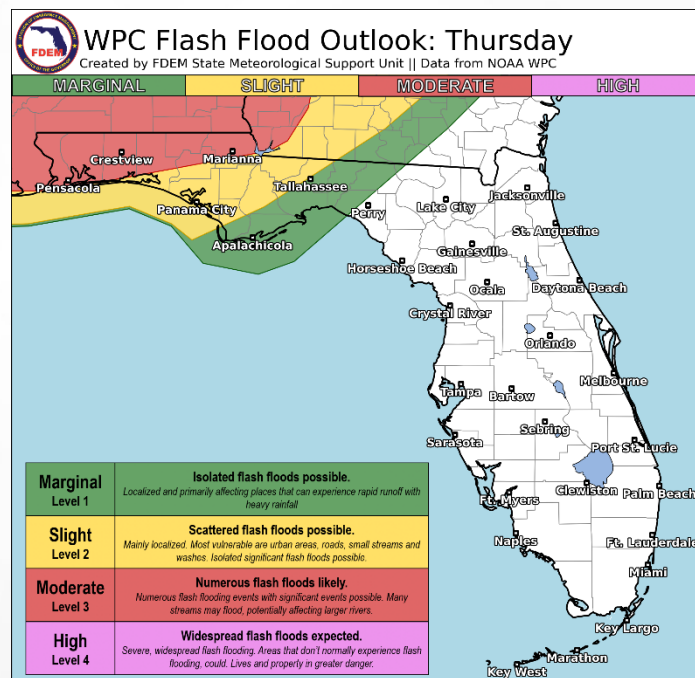 FDEM
WPC Flash Flood Outlook: Thursday
Created by FDEM State Meteorological Support Unit || Data from NOAA WPC
MARGINAL SLIGHT MODERATE HIGH
Crestview
Marianna
Pensacola
Tallahassee
Panama City
Apalachicola
Perry
Lake City
Jacksonville
St. Augustine
Gainesville
Horseshoe Beach
Ocala
Daytona Beach
Crystal River
Orlando
Melbourne
Tampa
Bartow
Sebring
Sarasota
Port St. Lucie
Clewiston
Palm Beach
Ft. Myers
Naples
Ft. Lauderdale
Miami
Key Largo
Marathon
Key West
Marginal
Level 1
Isolated flash floods possible.
Localized and primarily affecting places that can experience rapid runoff with
heavy rainfall
Slight
Level 2
Scattered flash floods possible.
Mainly localized. Most vulnerable are urban areas, roads, small streams and
washes. Isolated significant flash floods possible.
Moderate
Level 3
Numerous flash floods likely.
Numerous flash flooding events with significant events possible. Many
streams may flood, potentially affecting larger rivers.
High
Level 4
Widespread flash floods expected.
Severe, widespread flash flooding. Areas that don't normally experience flash
flooding, could. Lives and property in greater danger.